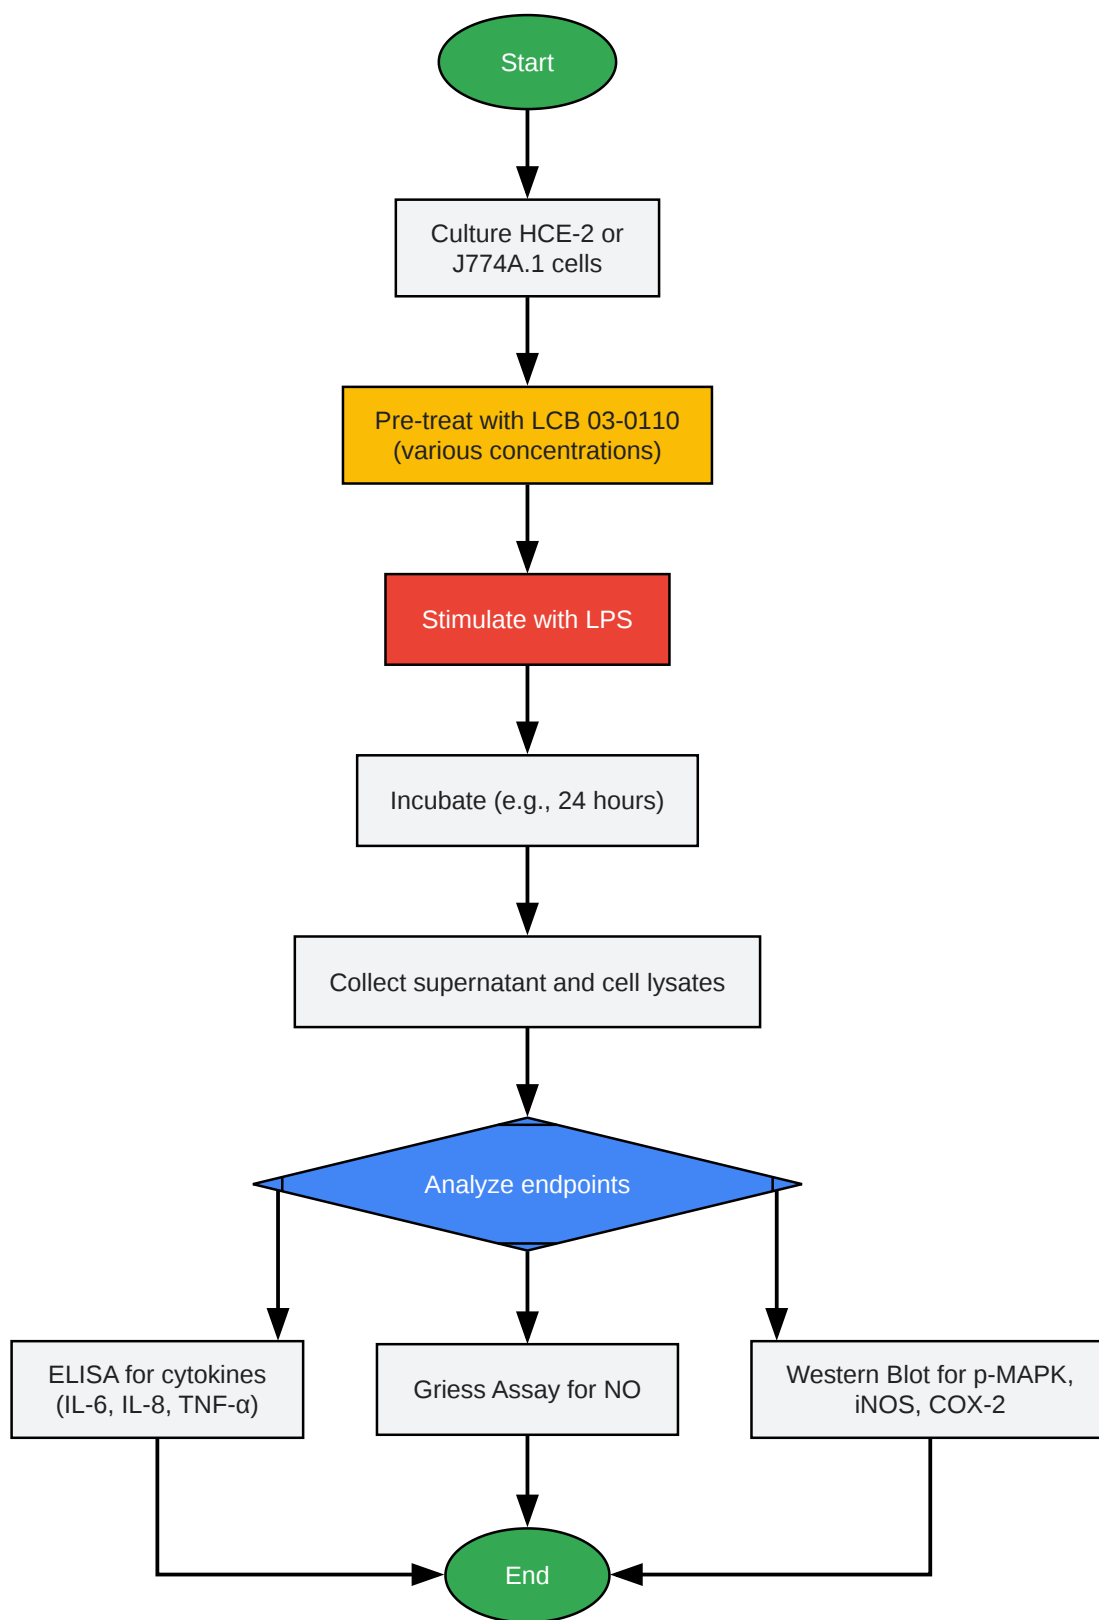 Start
Culture HCE-2 or
J774A.1 cells
Pre-treat with LCB 03-0110
(various concentrations)
Stimulate with LPS
Incubate (e.g., 24 hours)
Collect supernatant and cell lysates
Analyze endpoints
ELISA for cytokines
(IL-6, IL-8, TNF-α)
Griess Assay for NO
Western Blot for p-MAPK,
iNOS, COX-2
End